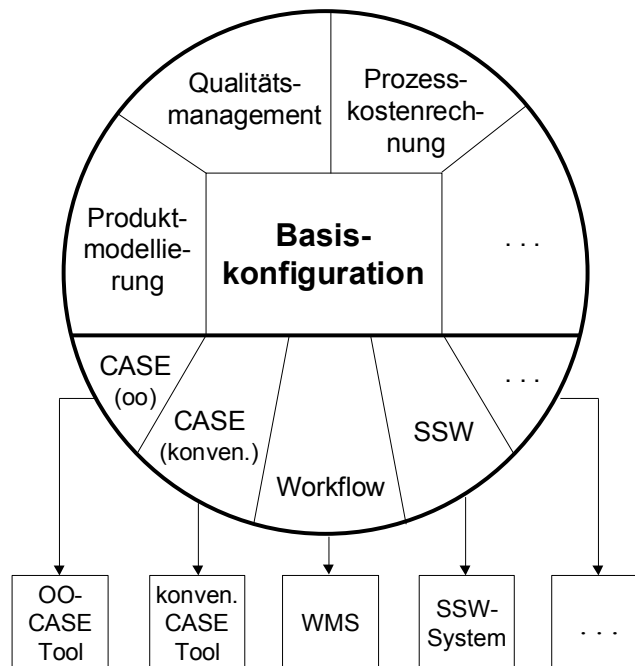 Qualitäts-
management
Prozess-
kostenrech-
nung
Produkt-
modellie-
rung
Basis-
konfiguration
. . .
CASE
(oo)
CASE
(konven.)
Workflow
SSW
. . .
OO-
CASE
Tool
konven.
CASE
Tool
WMS
SSW-
System
. . .